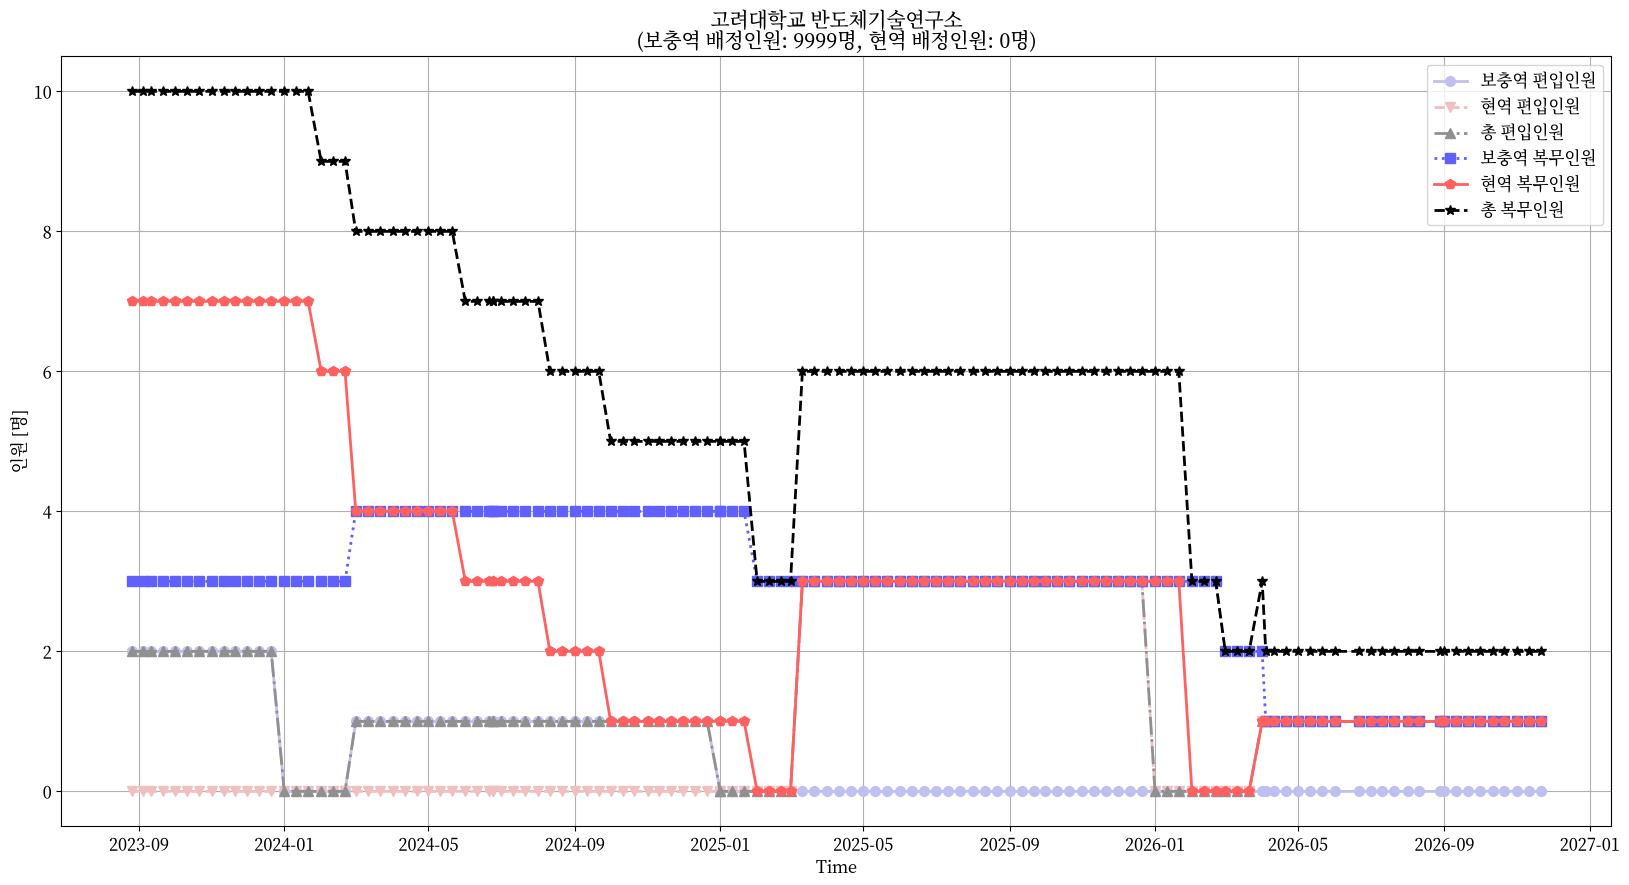 고려대학교 반도체기술연구소
(보충역 배정인원: 9999명, 현역 배정인원: 0명)
보충역 편입인원
현역 편입인원
총 편입인원
보충역 복무인원
현역 복무인원
총 복무인원
인원 [명]
10
8
6
4
2
0
2023-09
2024-01
2024-05
2024-09
2025-01
2025-05
2025-09
2026-01
2026-05
2026-09
2027-01
Time